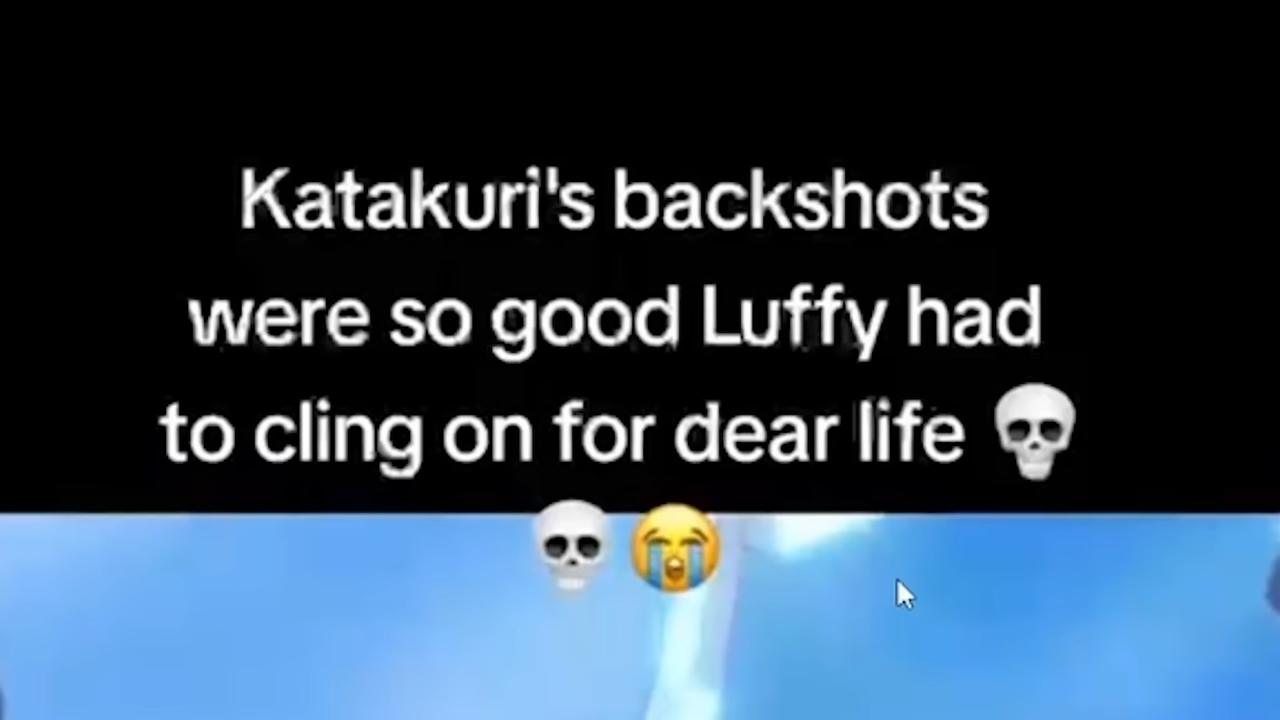 Katakuri's backshots
were so good Luffy had
to cling on for dear life 💀
💀 😭